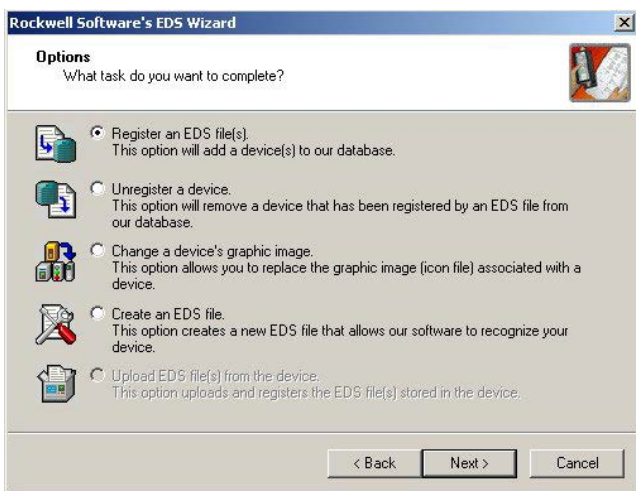 Rockwell Software's EDS Wizard
Options
What task do you want to complete?
Register an EDS file(s).
This option will add a device(s) to our database.
Unregister a device.
This option will remove a device that has been registered by an EDS file from
our database.
Change a device's graphic image.
This option allows you to replace the graphic image (icon file) associated with a
device.
Create an EDS file.
This option creates a new EDS file that allows our software to recognize your
device.
Upload EDS file(s) from the device.
This option uploads and registers the EDS file(s) stored in the device.
< Back Next > Cancel